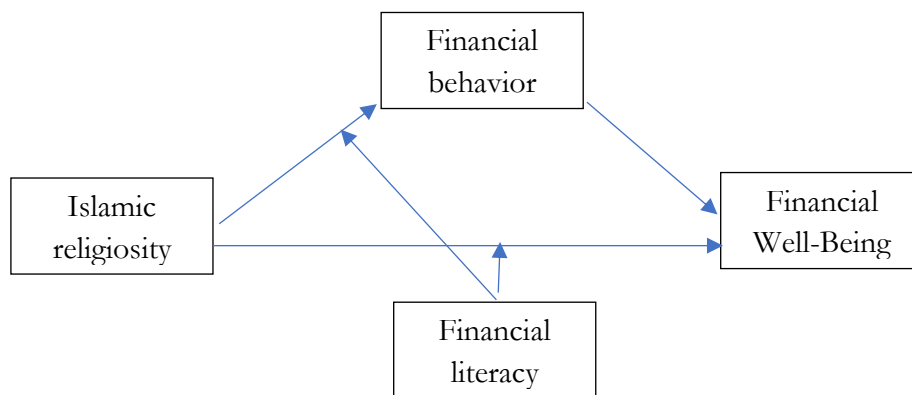 Financial
behavior
Islamic
religiosity
Financial
Well-Being
Financial
literacy